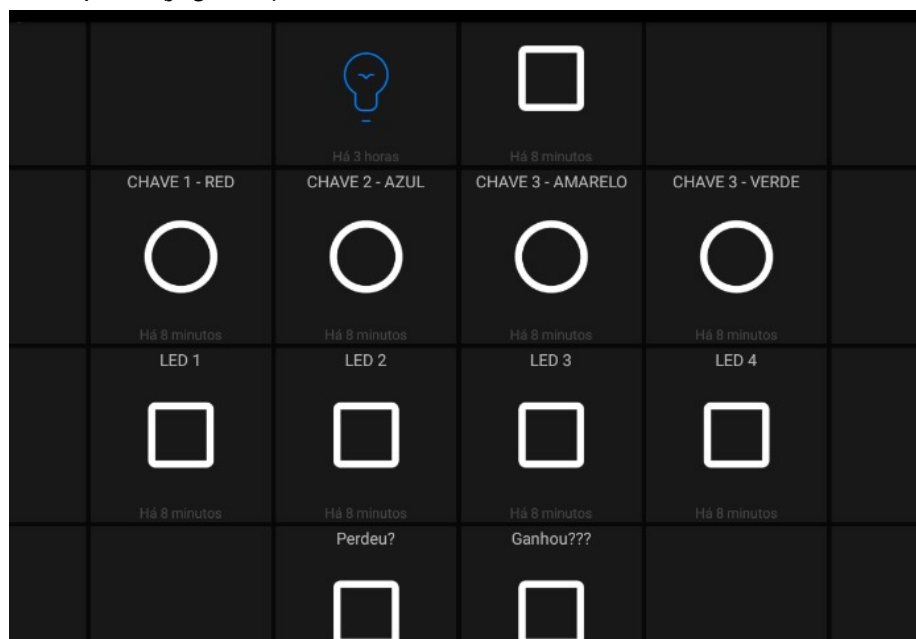 Há 3 horas
Há 8 minutos
CHAVE 1 - RED
CHAVE 2 - AZUL
CHAVE 3 - AMARELO
CHAVE 3 - VERDE
Há 8 minutos
Há 8 minutos
Há 8 minutos
Há 8 minutos
LED 1
LED 2
LED 3
LED 4
Há 8 minutos
Há 8 minutos
Há 8 minutos
Há 8 minutos
Perdeu?
Ganhou???